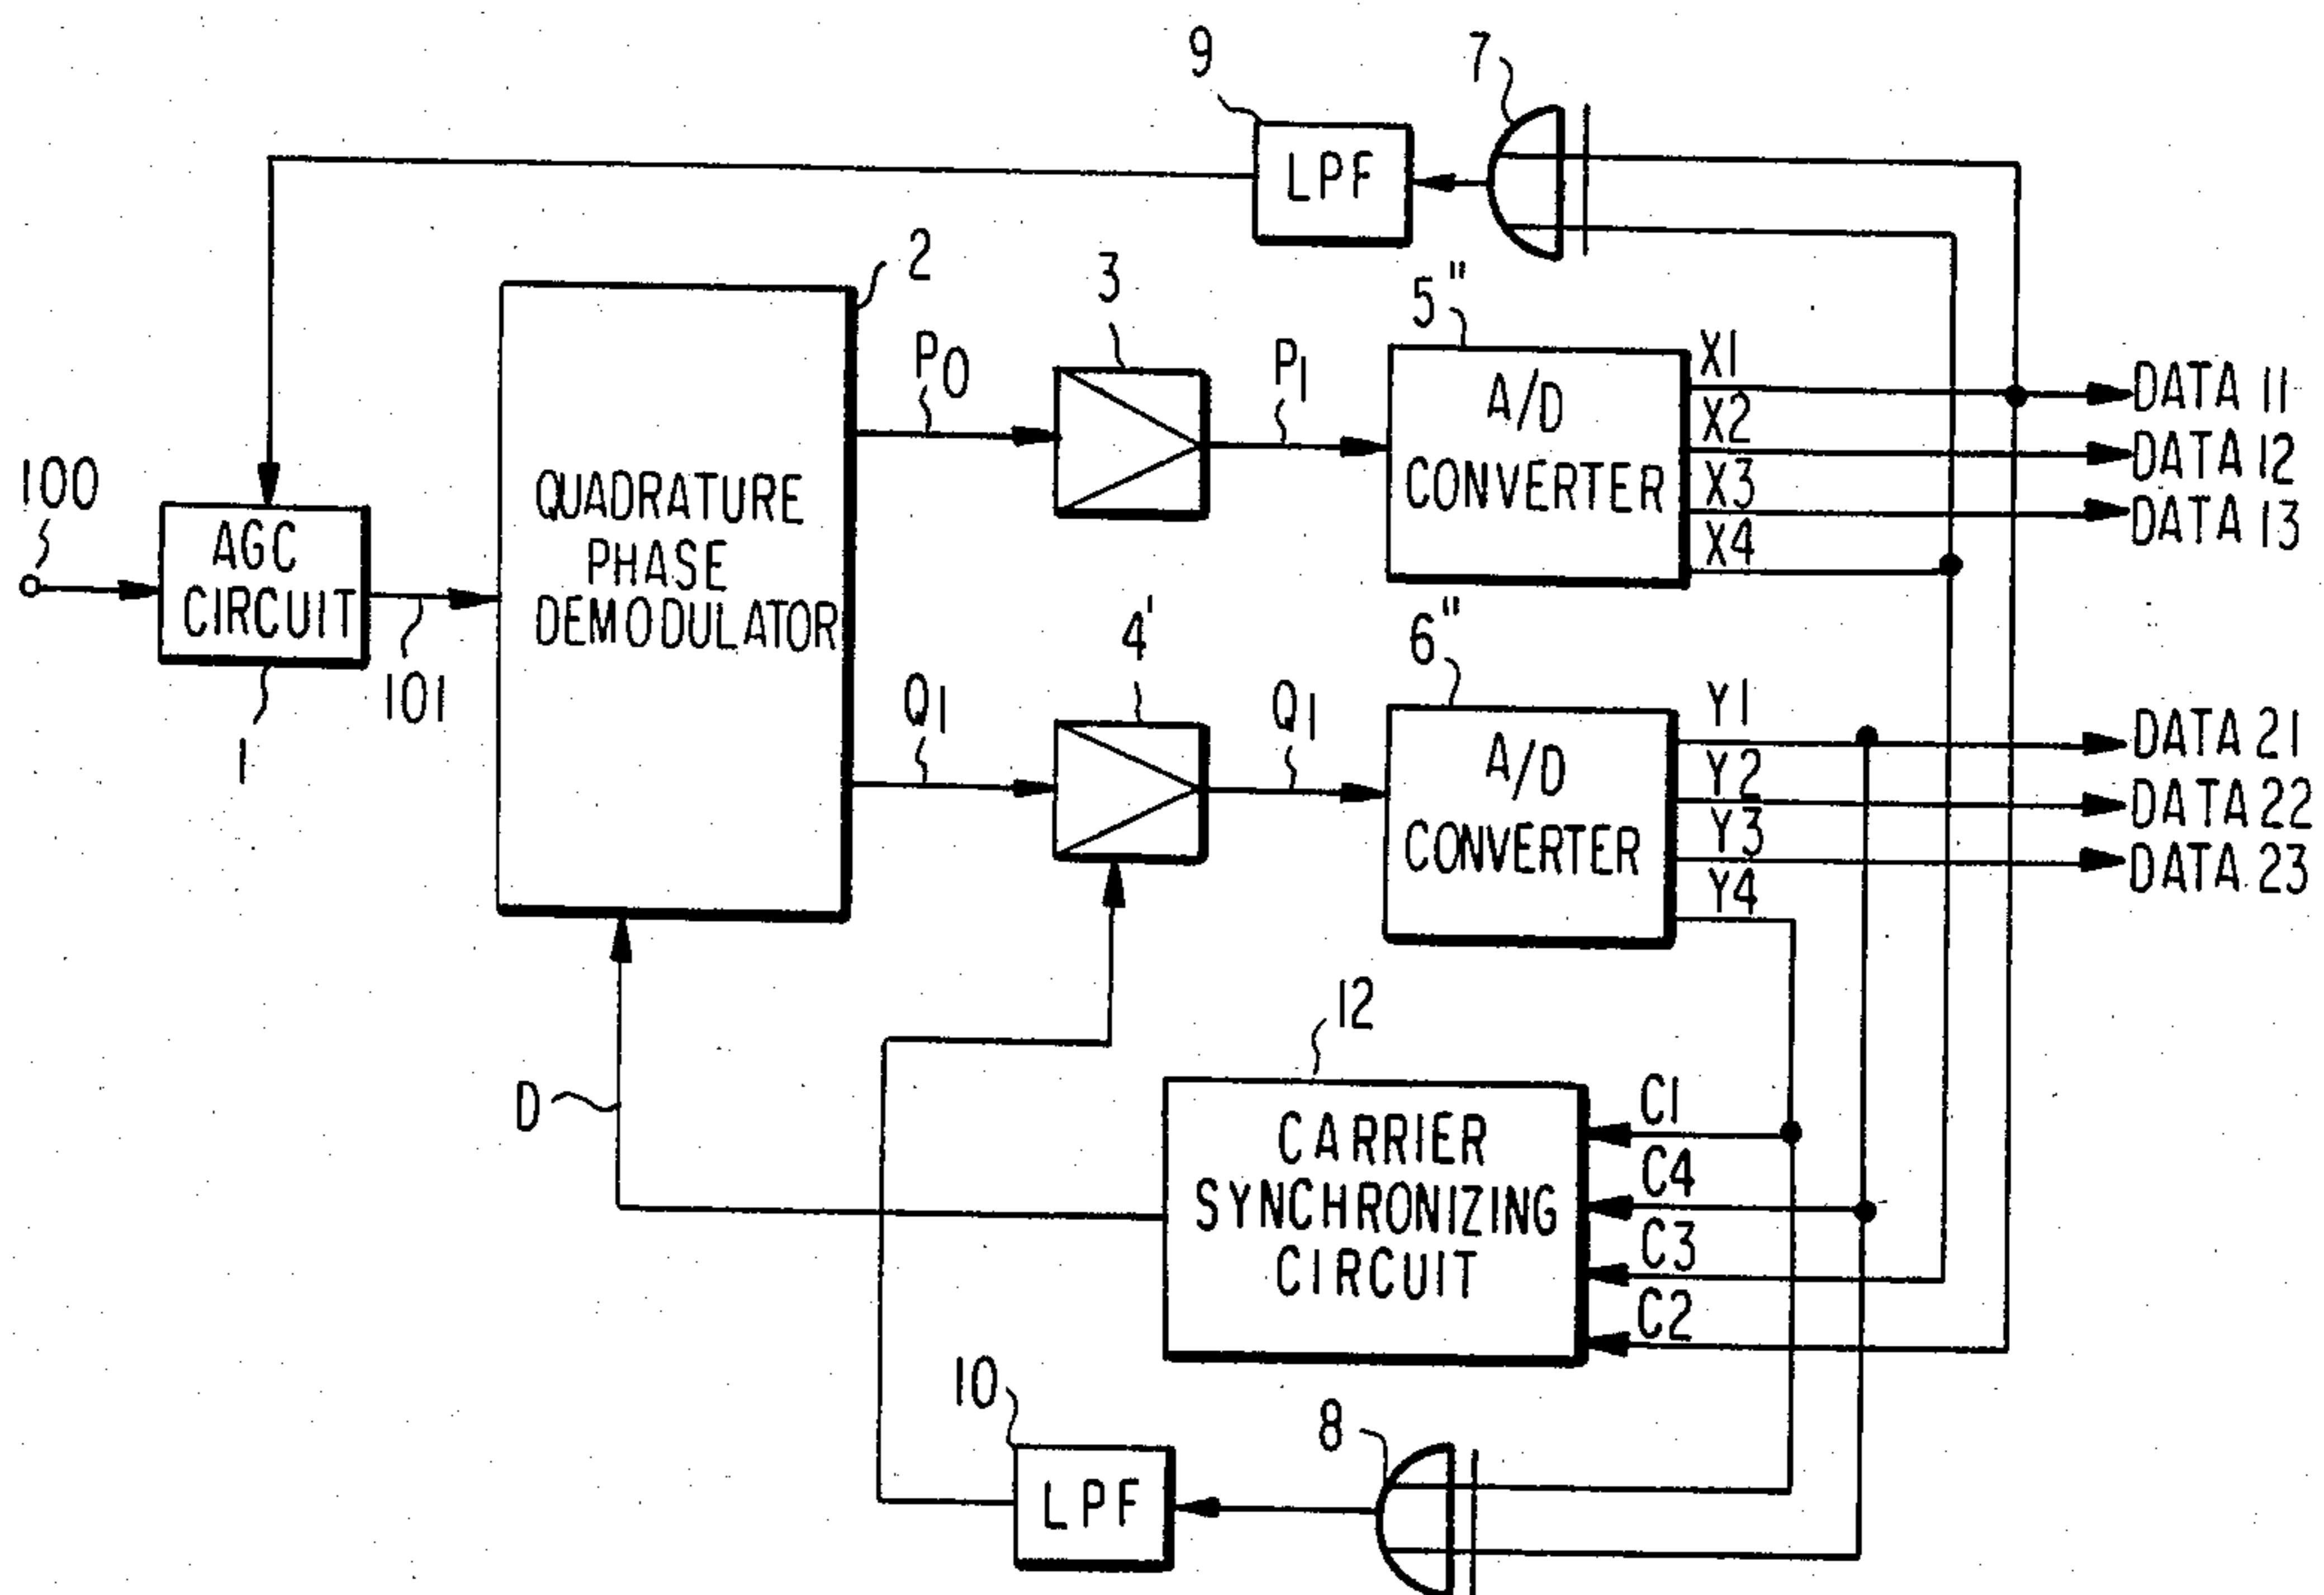 9
7
LPF
2
3
5"
P0
P1
X1
DATA 11
A/D
X2
DATA 12
CONVERTER
X3
DATA 13
X4
100
AGC
CIRCUIT
QUADRATURE
PHASE
DEMODULATOR
101
1
4'
6"
Q1
Q1
Y1
DATA 21
A/D
Y2
DATA 22
CONVERTER
Y3
DATA 23
Y4
12
D
CARRIER
SYNCHRONIZING
CIRCUIT
C1
C4
C3
C2
10
8
LPF